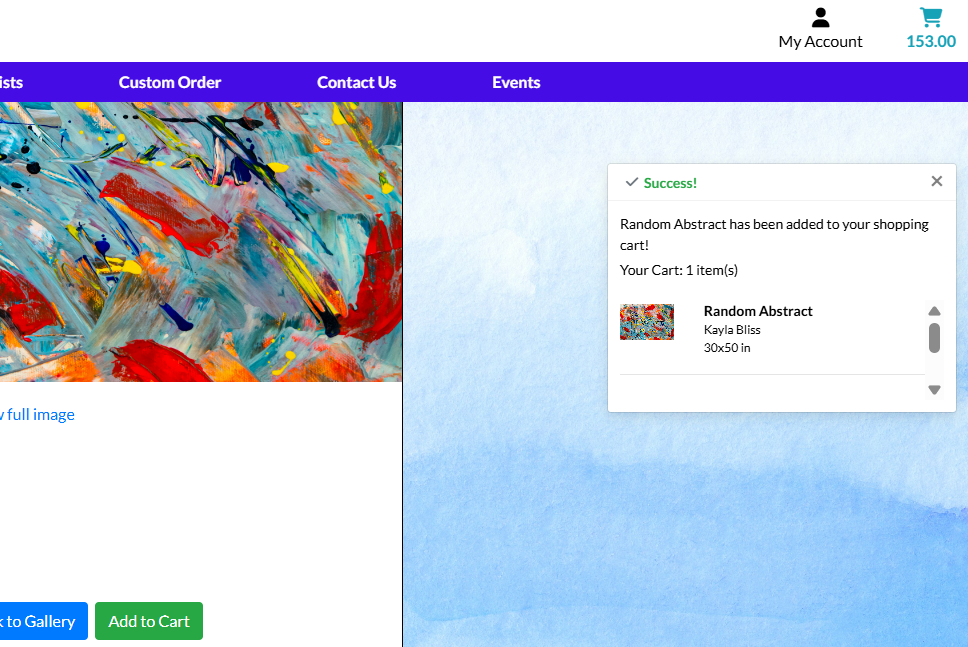 My Account
153.00
ists
Custom Order
Contact Us
Events
Success!
Random Abstract has been added to your shopping
cart!
Your Cart: 1 item(s)
Random Abstract
Kayla Bliss
30x50 in
full image
to Gallery
Add to Cart